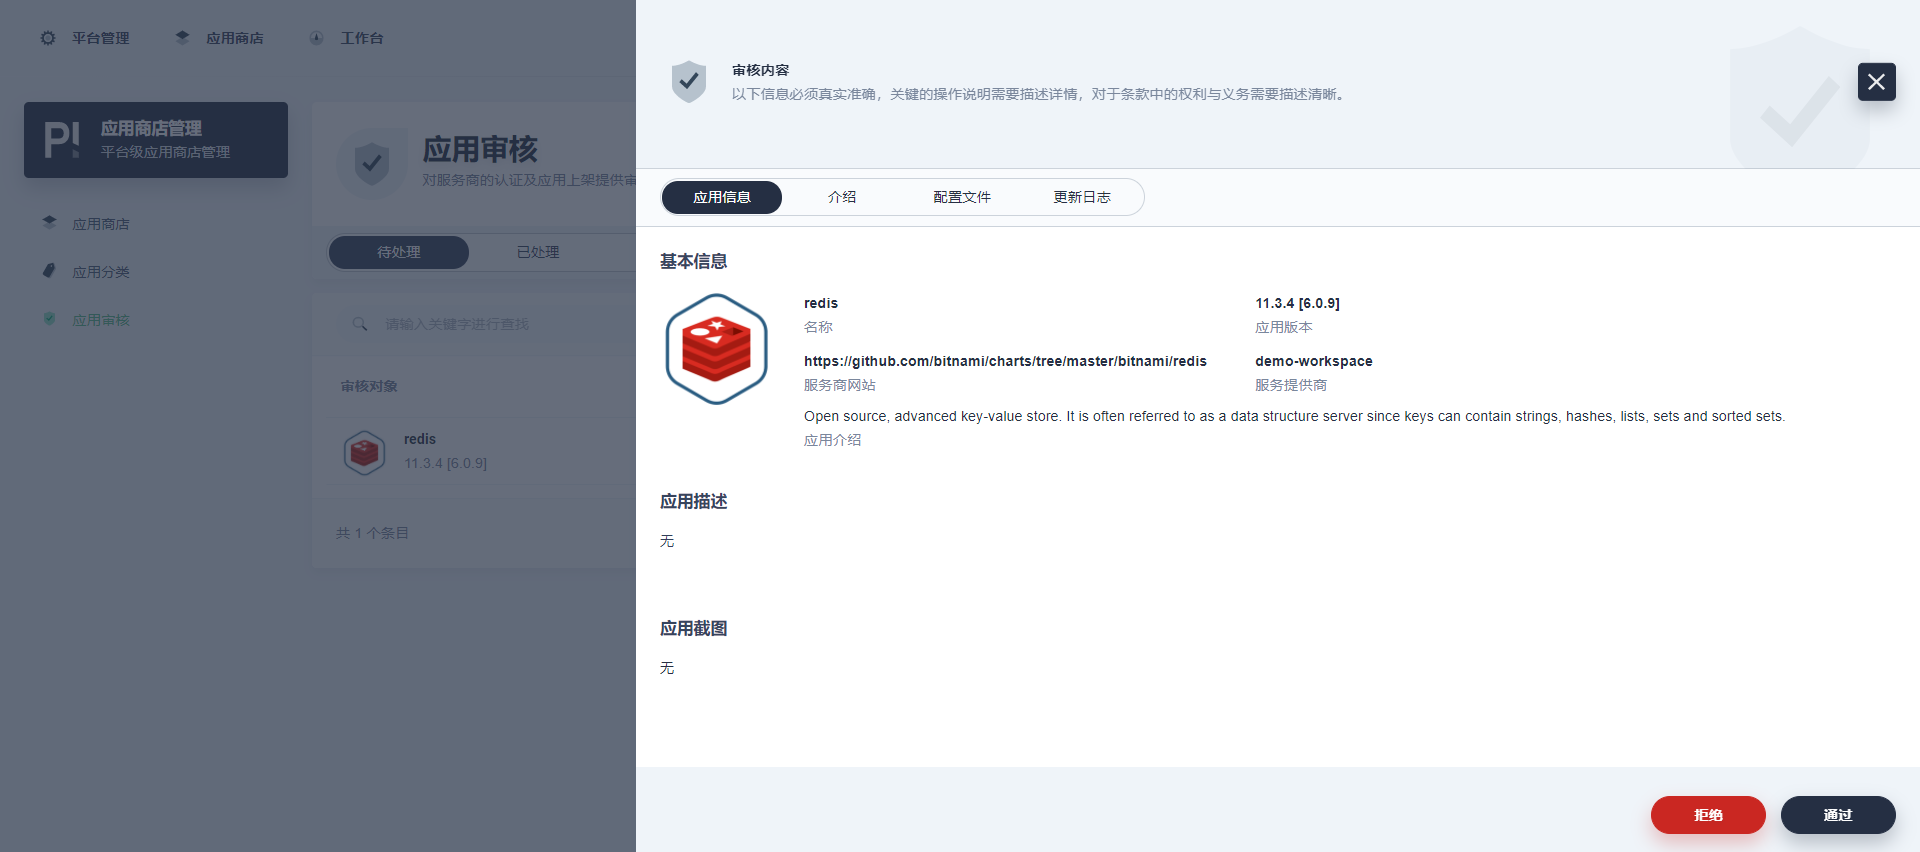 平台管理
应用商店
工作台
应用商店管理
平台级应用商店管理
应用商店
应用分类
应用审核
应用审核
对服务商的认证及应用上架提供审
待处理
已处理
请输入关键字进行查找
审核对象
redis
11.3.4 [6.0.9]
共 1 个条目
审核内容
以下信息必须真实准确，关键的操作说明需要描述详情，对于条款中的权利与义务需要描述清晰。
应用信息
介绍
配置文件
更新日志
基本信息
redis
名称
11.3.4 [6.0.9]
应用版本
https://github.com/bitnami/charts/tree/master/bitnami/redis
服务商网站
demo-workspace
服务提供商
Open source, advanced key-value store. It is often referred to as a data structure server since keys can contain strings, hashes, lists, sets and sorted sets.
应用介绍
应用描述
无
应用截图
无
拒绝
通过